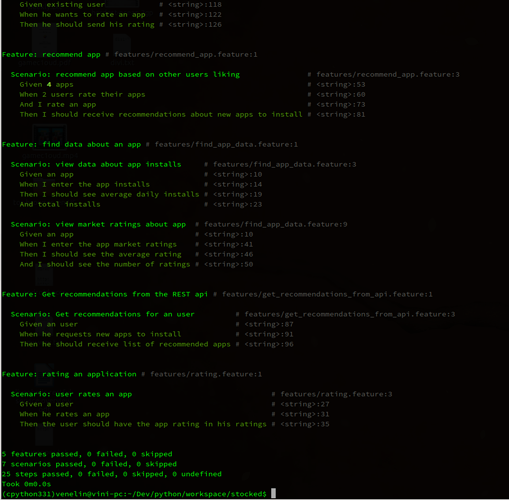 Given existing user # <string>:118
When he wants to rate an app # <string>:122
Then he should send his rating # <string>:126
Feature: recommend app # features/recommend_app.feature:1
Scenario: recommend app based on other users liking # features/recommend_app.feature:3
Given 4 apps # <string>:53
When 2 users rate their apps # <string>:60
And I rate an app # <string>:73
Then I should receive recommendations about new apps to install # <string>:81
Feature: find data about an app # features/find_app_data.feature:1
Scenario: view data about app installs # features/find_app_data.feature:3
Given an app # <string>:10
When I enter the app installs # <string>:14
Then I should see average daily installs # <string>:19
And total installs # <string>:23
Scenario: view market ratings about app # features/find_app_data.feature:9
Given an app # <string>:10
When I enter the app market ratings # <string>:41
Then I should see the average rating # <string>:46
And I should see the number of ratings # <string>:50
Feature: Get recommendations from the REST api # features/get_recommendations_from_api.feature:1
Scenario: Get recommendations for an user # features/get_recommendations_from_api.feature:3
Given an user # <string>:87
When he requests new apps to install # <string>:91
Then he should receive list of recommended apps # <string>:96
Feature: rating an application # features/rating.feature:1
Scenario: user rates an app # features/rating.feature:3
Given a user # <string>:27
When he rates an app # <string>:31
Then the user should have the app rating in his ratings # <string>:35
5 features passed, 0 failed, 0 skipped
7 scenarios passed, 0 failed, 0 skipped
25 steps passed, 0 failed, 0 skipped, 0 undefined
Took 0m0.0s
(cpython331)venelin@vini-pc:~/Dev/python/workspace/stocked$